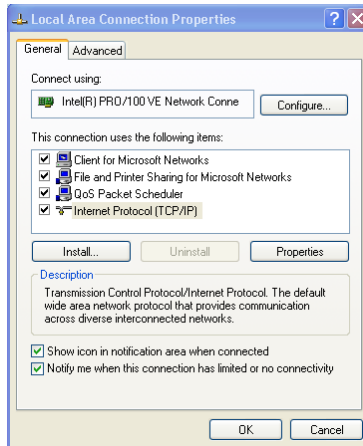 Local Area Connection Properties
General
Advanced
Connect using:
Intel(R) PRO/100 VE Network Conne
Configure...
This connection uses the following items:
Client for Microsoft Networks
File and Printer Sharing for Microsoft Networks
QoS Packet Scheduler
Internet Protocol (TCP/IP)
Install...
Uninstall
Properties
Description
Transmission Control Protocol/Internet Protocol. The default
wide area network protocol that provides communication
across diverse interconnected networks.
Show icon in notification area when connected
Notify me when this connection has limited or no connectivity
OK
Cancel